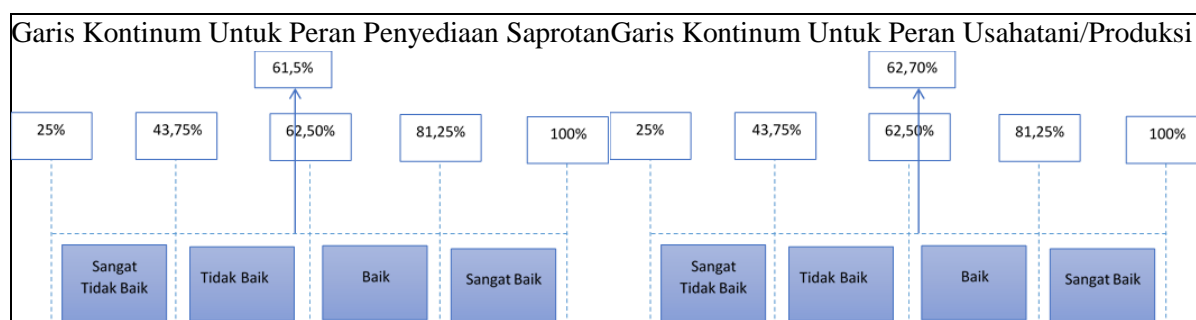 Garis Kontinum Untuk Peran Penyediaan Saprotan
61,5%
25% 43,75% 62,50% 81,25% 100%
Sangat
Tidak Baik
Tidak Baik
Baik
Sangat Baik
Garis Kontinum Untuk Peran Usahatani/Produksi
62,70%
25% 43,75% 62,50% 81,25% 100%
Sangat
Tidak Baik
Tidak Baik
Baik
Sangat Baik